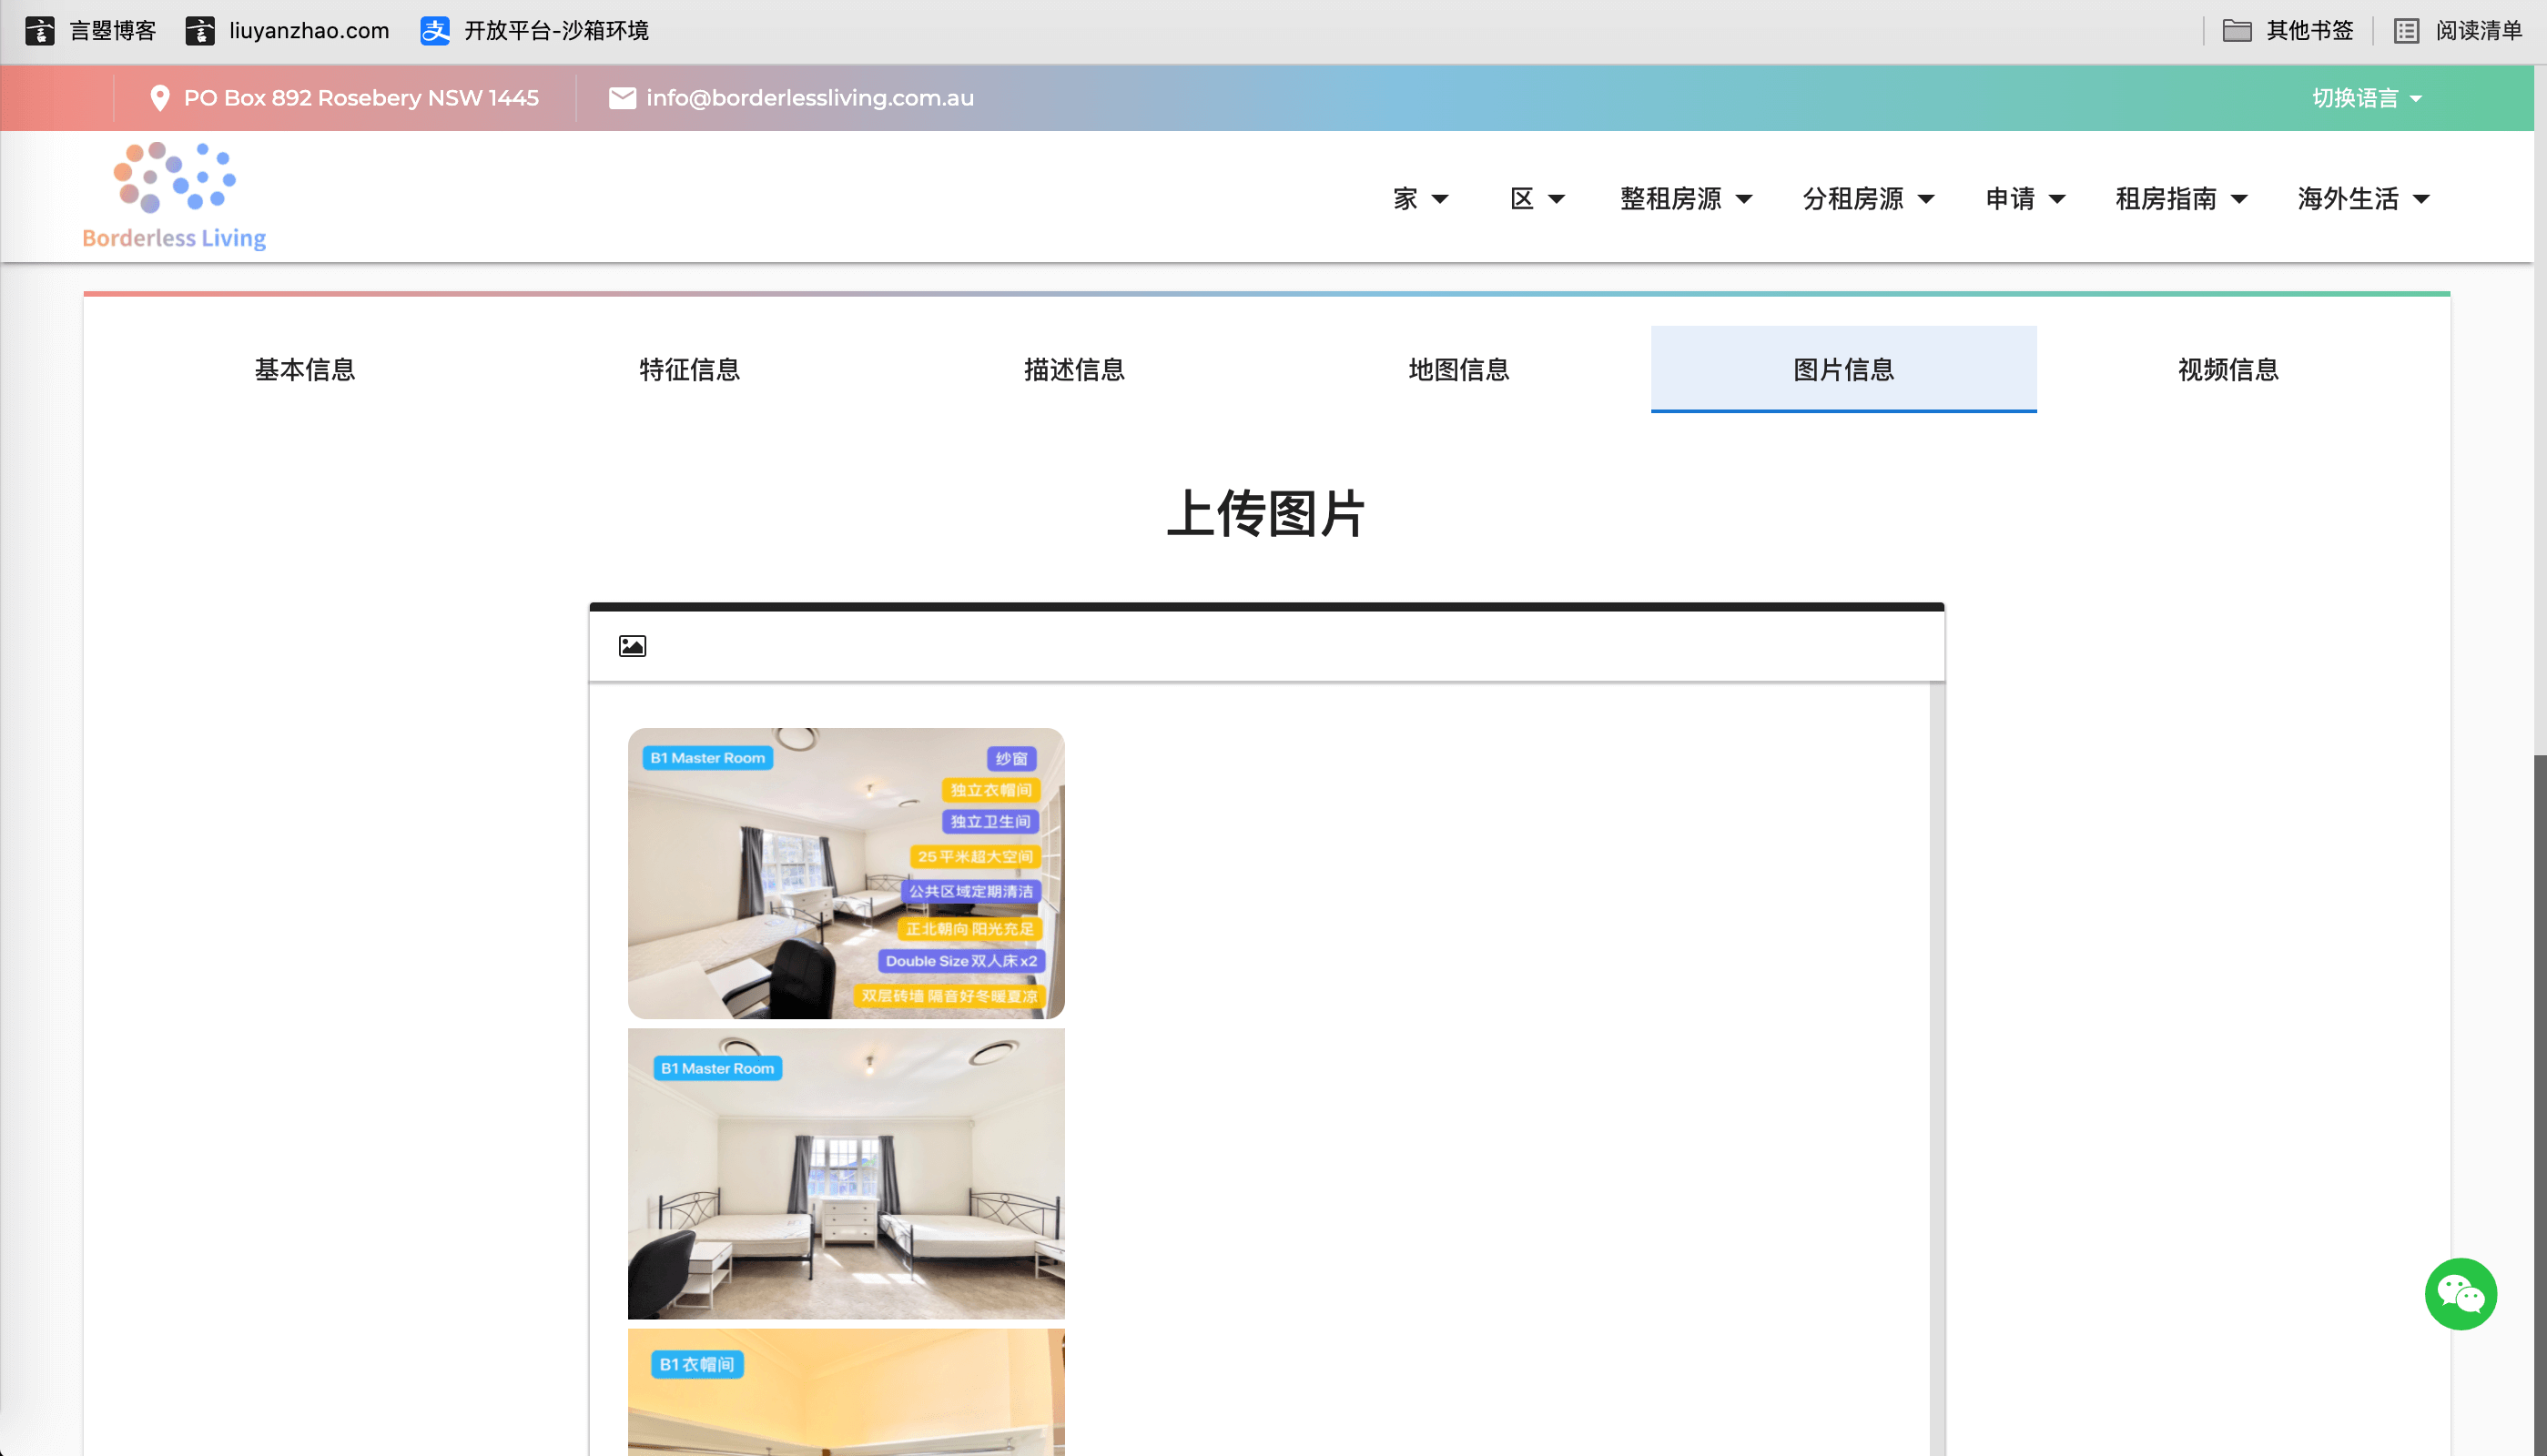 言曌博客
liuyanzhao.com
开放平台-沙箱环境
其他书签
阅读清单
PO Box 892 Rosebery NSW 1445
info@borderlessliving.com.au
切换语言
Borderless Living
家
区
整租房源
分租房源
申请
租房指南
海外生活
基本信息
特征信息
描述信息
地图信息
图片信息
视频信息
上传图片
B1 Master Room
纱窗
独立衣帽间
独立卫生间
25平米超大空间
公共区域定期清洁
正北朝向 阳光充足
Double Size 双人床 x2
双层砖墙 隔音好冬暖夏凉
B1 Master Room
B1 衣帽间